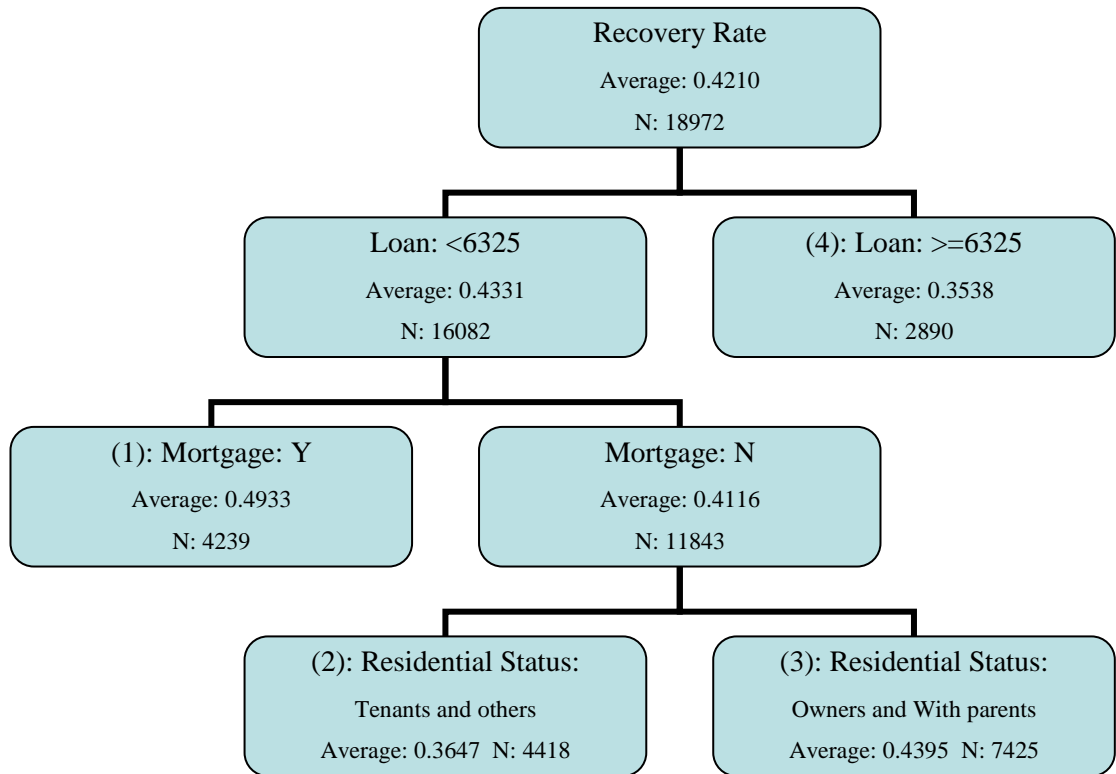 Recovery Rate
Average: 0.4210
N: 18972
Loan: <6325
Average: 0.4331
N: 16082
(4): Loan: >=6325
Average: 0.3538
N: 2890
(1): Mortgage: Y
Average: 0.4933
N: 4239
Mortgage: N
Average: 0.4116
N: 11843
(2): Residential Status:
Tenants and others
Average: 0.3647  N: 4418
(3): Residential Status:
Owners and With parents
Average: 0.4395  N: 7425